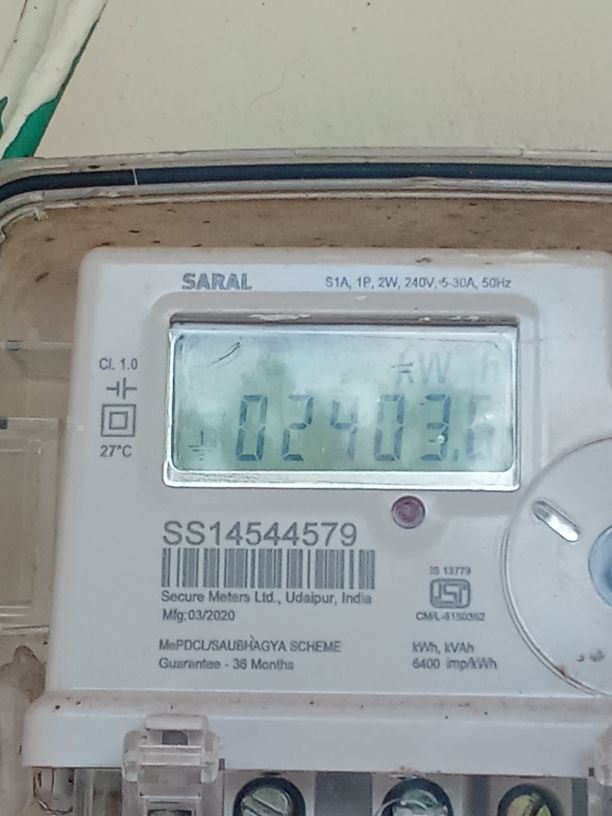 SARAL
S1A, 1P, 2W, 240V, 5-30A, 50Hz
Cl. 1.0
27°C
kWh
02403.6
SS14544579
Secure Meters Ltd., Udaipur, India
Mfg:03/2020
IS 13779
CM/L-8150362
MePDCL/SAUBHAGYA SCHEME
Guarantee - 36 Months
kWh, kVAh
6400 imp/kWh